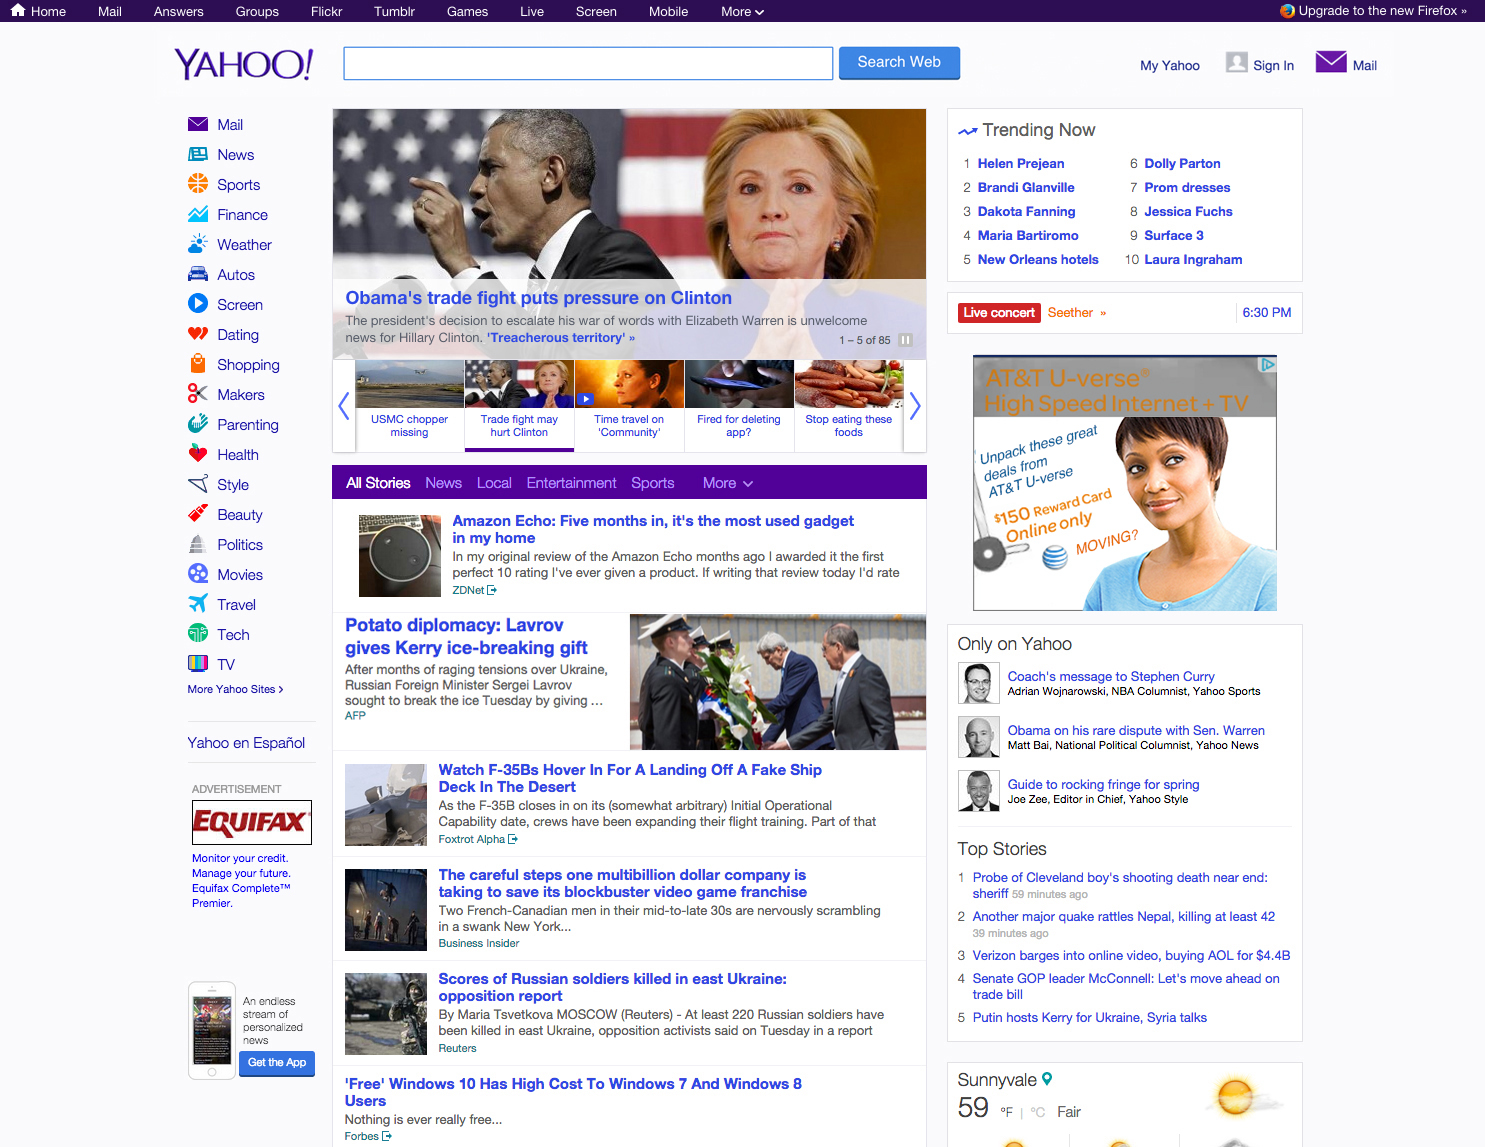 Home Mail Answers Groups Flickr Tumblr Games Live Screen Mobile More Upgrade to the new Firefox »
YAHOO!
Search Web
My Yahoo Sign In Mail
Mail
News
Sports
Finance
Weather
Autos
Screen
Dating
Shopping
Makers
Parenting
Health
Style
Beauty
Politics
Movies
Travel
Tech
TV
More Yahoo Sites ›
Yahoo en Español
ADVERTISEMENT
EQUIFAX
Monitor your credit.
Manage your future.
Equifax Complete™
Premier.
An endless
stream of
personalized
news
Get the App
Obama's trade fight puts pressure on Clinton
The president's decision to escalate his war of words with Elizabeth Warren is unwelcome
news for Hillary Clinton. 'Treacherous territory' »
1 – 5 of 85
USMC chopper
missing
Trade fight may
hurt Clinton
Time travel on
'Community'
Fired for deleting
app?
Stop eating these
foods
All Stories News Local Entertainment Sports More
Amazon Echo: Five months in, it's the most used gadget
in my home
In my original review of the Amazon Echo months ago I awarded it the first
perfect 10 rating I've ever given a product. If writing that review today I'd rate
ZDNet
Potato diplomacy: Lavrov
gives Kerry ice-breaking gift
After months of raging tensions over Ukraine,
Russian Foreign Minister Sergei Lavrov
sought to break the ice Tuesday by giving ...
AFP
Watch F-35Bs Hover In For A Landing Off A Fake Ship
Deck In The Desert
As the F-35B closes in on its (somewhat arbitrary) Initial Operational
Capability date, crews have been expanding their flight training. Part of that
Foxtrot Alpha
The careful steps one multibillion dollar company is
taking to save its blockbuster video game franchise
Two French-Canadian men in their mid-to-late 30s are nervously scrambling
in a swank New York...
Business Insider
Scores of Russian soldiers killed in east Ukraine:
opposition report
By Maria Tsvetkova MOSCOW (Reuters) - At least 220 Russian soldiers have
been killed in east Ukraine, opposition activists said on Tuesday in a report
Reuters
'Free' Windows 10 Has High Cost To Windows 7 And Windows 8
Users
Nothing is ever really free...
Forbes
Trending Now
1 Helen Prejean
2 Brandi Glanville
3 Dakota Fanning
4 Maria Bartiromo
5 New Orleans hotels
6 Dolly Parton
7 Prom dresses
8 Jessica Fuchs
9 Surface 3
10 Laura Ingraham
Live concert Seether » 6:30 PM
AT&T U-verse®
High Speed Internet + TV
Unpack these great
deals from
AT&T U-verse
$150 Reward Card
Online only
MOVING?
at&t
Only on Yahoo
Coach's message to Stephen Curry
Adrian Wojnarowski, NBA Columnist, Yahoo Sports
Obama on his rare dispute with Sen. Warren
Matt Bai, National Political Columnist, Yahoo News
Guide to rocking fringe for spring
Joe Zee, Editor in Chief, Yahoo Style
Top Stories
1 Probe of Cleveland boy's shooting death near end:
sheriff 59 minutes ago
2 Another major quake rattles Nepal, killing at least 42
39 minutes ago
3 Verizon barges into online video, buying AOL for $4.4B
4 Senate GOP leader McConnell: Let's move ahead on
trade bill
5 Putin hosts Kerry for Ukraine, Syria talks
Sunnyvale
59 °F | °C Fair